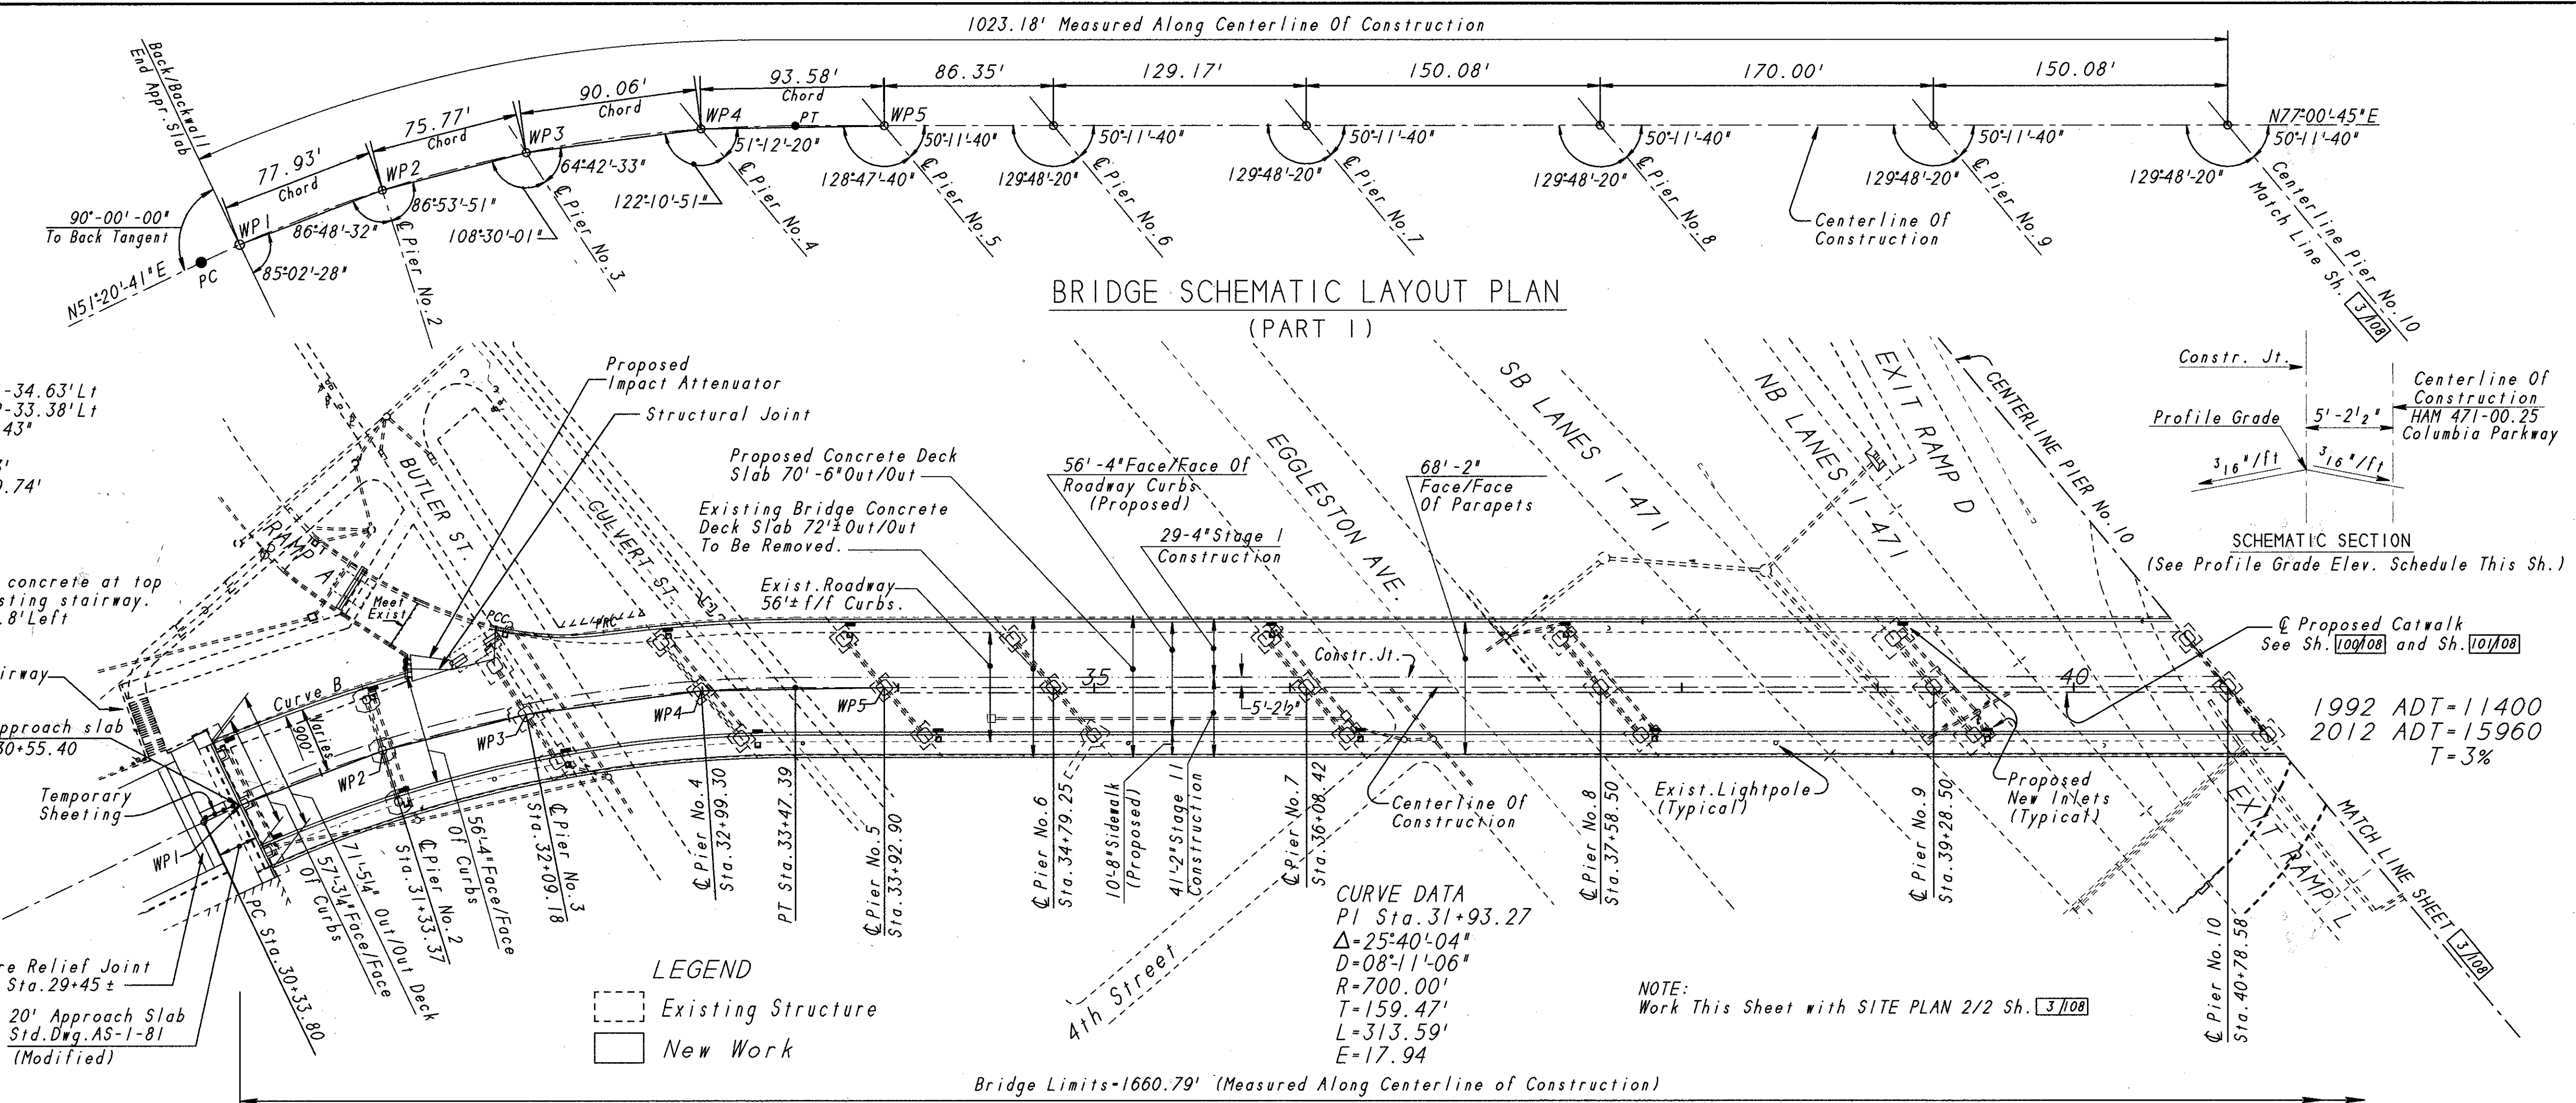 1023.18' Measured Along Centerline Of Construction
Back/Backwall
End Appr. Slab
77.93'
Chord
75.77'
Chord
90.06'
Chord
93.58'
Chord
86.35'
129.17'
150.08'
170.00'
150.08'
WP1
WP2
WP3
WP4
PT
WP5
N77°-00'-45"E
90°-00'-00"
To Back Tangent
N51°-20'-41"E
PC
85°-02'-28"
86°-48'-32"
86°-53'-51"
108°-30'-01"
64°-42'-33"
122°-10'-51"
51°-12'-20"
128°-47'-40"
50°-11'-40"
129°-48'-20"
50°-11'-40"
129°-48'-20"
50°-11'-40"
129°-48'-20"
50°-11'-40"
129°-48'-20"
50°-11'-40"
129°-48'-20"
50°-11'-40"
℄ Pier No.2
℄ Pier No.3
℄ Pier No.4
℄ Pier No.5
℄ Pier No.6
℄ Pier No.7
℄ Pier No.8
℄ Pier No.9
Centerline Pier No.10
Match Line Sh. 3/108
Centerline Of
Construction
BRIDGE SCHEMATIC LAYOUT PLAN
(PART 1)
-34.63' Lt
-33.38' Lt
43"
0.74'
concrete at top
sting stairway.
.8' Left
irway
pproach slab
30+55.40
Temporary
Sheeting
WP1
re Relief Joint
Sta.29+45 ±
20' Approach Slab
Std.Dwg.AS-1-81
(Modified)
Proposed
Impact Attenuator
Structural Joint
BUTLER ST.
RAMP A
CULVERT ST.
EGGLESTON AVE.
SB LANES I-471
NB LANES I-471
EXIT RAMP D
CENTERLINE PIER NO.10
Meet
Exist
PCC
PRC
Curve B
Varies
900'
Proposed Concrete Deck
Slab 70'-6" Out/Out
Existing Bridge Concrete
Deck Slab 72'± Out/Out
To Be Removed.
Exist. Roadway
56'± f/f Curbs.
56'-4" Face/Face Of
Roadway Curbs
(Proposed)
29-4" Stage I
Construction
68'-2"
Face/Face
Of Parapets
Constr. Jt.
35
40
5'-2½"
WP2
WP3
WP4
WP5
Constr. Jt.
Profile Grade
5'-2½"
Centerline Of
Construction
HAM 471-00.25
Columbia Parkway
3/16"/ft
3/16"/ft
SCHEMATIC SECTION
(See Profile Grade Elev. Schedule This Sh.)
℄ Proposed Catwalk
See Sh. 100/108 and Sh. 101/108
1992 ADT=11400
2012 ADT=15960
T=3%
PC Sta.30+33.80
57'-3¼" Face/Face
Of Curbs
71'-5¼" Out/Out Deck
℄ Pier No.2
Sta.31+33.37
56'-4" Face/Face
Of Curbs
℄ Pier No.3
Sta.32+09.18
℄ Pier No.4
Sta.32+99.30
PT Sta.33+47.39
℄ Pier No.5
Sta.33+92.90
℄ Pier No.6
Sta.34+79.25
10'-8" Sidewalk
(Proposed)
41'-2" Stage II
Construction
℄ Pier No.7
Sta.36+08.42
Centerline Of
Construction
℄ Pier No.8
Sta.37+58.50
Exist. Lightpole
(Typical)
℄ Pier No.9
Sta.39+28.50
Proposed
New Inlets
(Typical)
℄ Pier No.10
Sta.40+78.58
EXIT RAMP L
MATCH LINE SHEET 3/108
4th Street
LEGEND
Existing Structure
New Work
CURVE DATA
PI Sta.31+93.27
Δ=25°-40'-04"
D=08°-11'-06"
R=700.00'
T=159.47'
L=313.59'
E=17.94
NOTE:
Work This Sheet with SITE PLAN 2/2 Sh. 3/108
Bridge Limits=1660.79' (Measured Along Centerline of Construction)